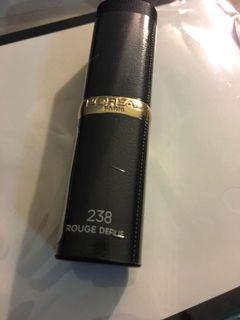 L'ORÉAL
PARIS
238
ROUGE DEFILE